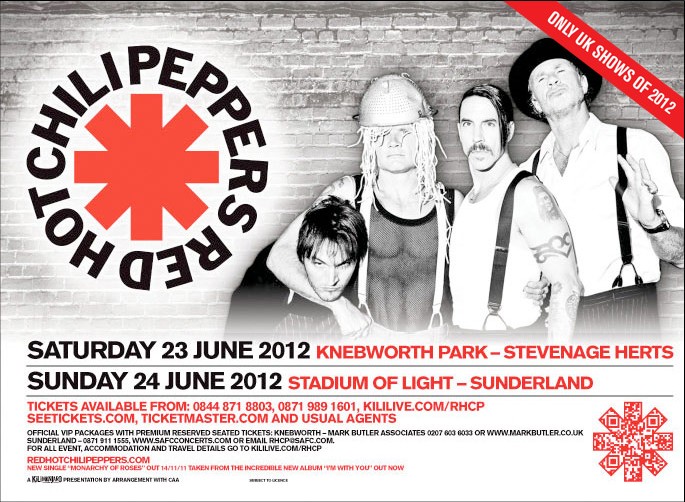 RED HOT CHILI PEPPERS
ONLY UK SHOWS OF 2012
SATURDAY 23 JUNE 2012 KNEBWORTH PARK – STEVENAGE HERTS
SUNDAY 24 JUNE 2012 STADIUM OF LIGHT – SUNDERLAND
TICKETS AVAILABLE FROM: 0844 871 8803, 0871 989 1601, KILILIVE.COM/RHCP
SEETICKETS.COM, TICKETMASTER.COM AND USUAL AGENTS
OFFICIAL VIP PACKAGES WITH PREMIUM RESERVED SEATED TICKETS: KNEBWORTH – MARK BUTLER ASSOCIATES 0207 603 6033 OR WWW.MARKBUTLER.CO.UK
SUNDERLAND – 0871 911 1555, WWW.SAFCCONCERTS.COM OR EMAIL RHCP@SAFC.COM.
FOR ALL EVENT, ACCOMMODATION AND TRAVEL DETAILS GO TO KILILIVE.COM/RHCP
REDHOTCHILIPEPPERS.COM
NEW SINGLE "MONARCHY OF ROSES" OUT 14/11/11 TAKEN FROM THE INCREDIBLE NEW ALBUM "I'M WITH YOU" OUT NOW
A KILIMANJARO PRESENTATION BY ARRANGEMENT WITH CAA
SUBJECT TO LICENCE